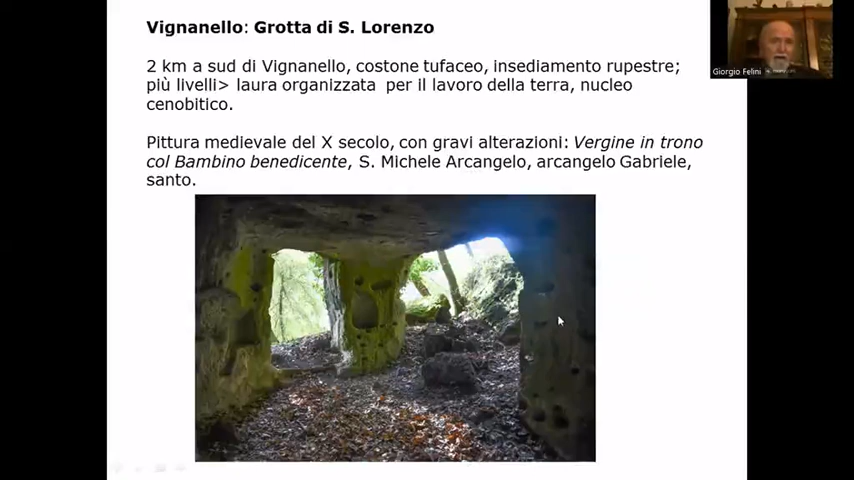 Vignanello: Grotta di S. Lorenzo
2 km a sud di Vignanello, costone tufaceo, insediamento rupestre;
più livelli> laura organizzata per il lavoro della terra, nucleo
cenobitico.
Pittura medievale del X secolo, con gravi alterazioni: Vergine in trono
col Bambino benedicente, S. Michele Arcangelo, arcangelo Gabriele,
santo.
Giorgio Felini